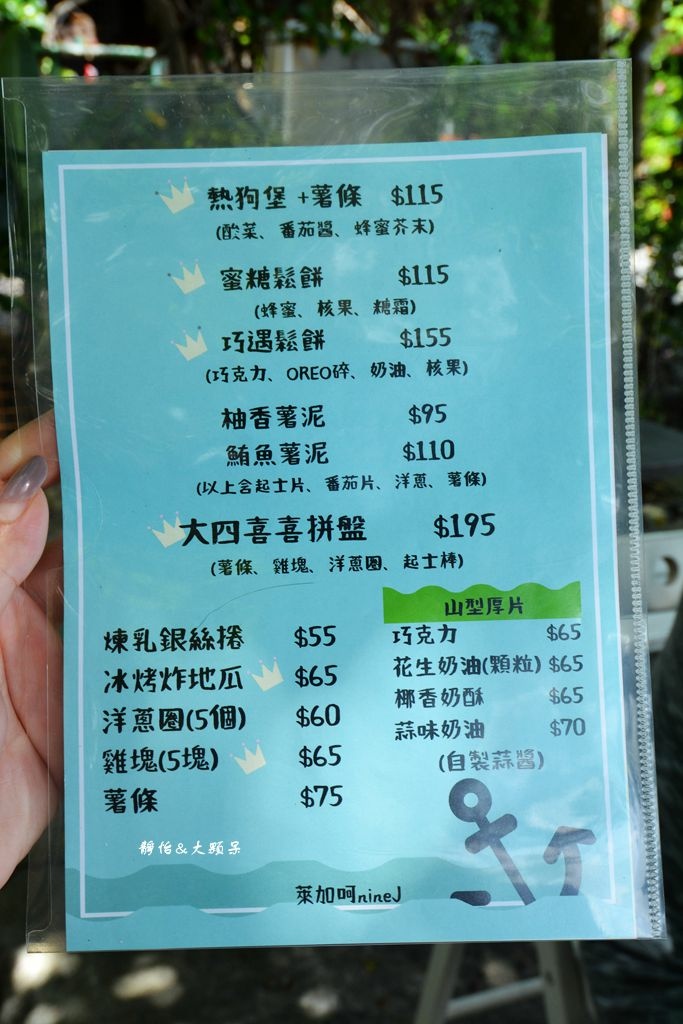 熱狗堡+薯條 $115
(酸菜、番茄醬、蜂蜜芥末)
蜜糖鬆餅 $115
(蜂蜜、核果、糖霜)
巧遇鬆餅 $155
(巧克力、OREO碎、奶油、核果)
柚香薯泥 $95
鮪魚薯泥 $110
(以上含起士片、番茄片、洋蔥、薯條)
大四喜喜拼盤 $195
(薯條、雞塊、洋蔥圈、起士棒)
煉乳銀絲捲 $55
冰烤炸地瓜 $65
洋蔥圈(5個) $60
雞塊(5塊) $65
薯條 $75
山型厚片
巧克力 $65
花生奶油(顆粒) $65
椰香奶酥 $65
蒜味奶油 $70
(自製蒜醬)
靜怡&大顆呆
萊加呵nineJ